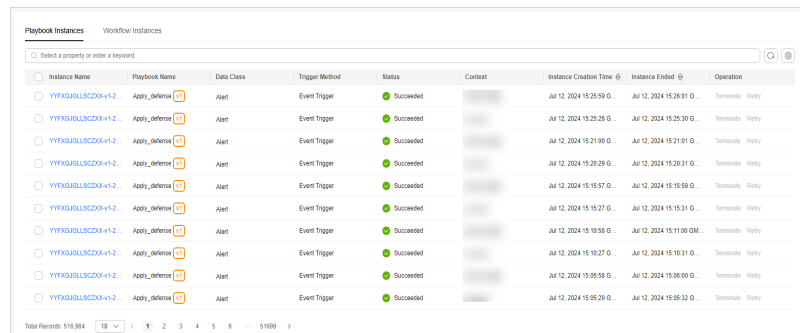 Playbook Instances Workflow Instances
Select a property or enter a keyword.
Instance Name Playbook Name Data Class Trigger Method Status Context Instance Creation Time Instance Ended Operation
YYFXGJGLLSCZXX-v1-2... Apply_defense v1 Alert Event Trigger Succeeded Jul 12, 2024 15:25:59 G... Jul 12, 2024 15:26:01 G... Terminate Retry
YYFXGJGLLSCZXX-v1-2... Apply_defense v1 Alert Event Trigger Succeeded Jul 12, 2024 15:25:28 G... Jul 12, 2024 15:25:30 G... Terminate Retry
YYFXGJGLLSCZXX-v1-2... Apply_defense v1 Alert Event Trigger Succeeded Jul 12, 2024 15:21:00 G... Jul 12, 2024 15:21:01 G... Terminate Retry
YYFXGJGLLSCZXX-v1-2... Apply_defense v1 Alert Event Trigger Succeeded Jul 12, 2024 15:20:29 G... Jul 12, 2024 15:20:31 G... Terminate Retry
YYFXGJGLLSCZXX-v1-2... Apply_defense v1 Alert Event Trigger Succeeded Jul 12, 2024 15:15:57 G... Jul 12, 2024 15:15:59 G... Terminate Retry
YYFXGJGLLSCZXX-v1-2... Apply_defense v1 Alert Event Trigger Succeeded Jul 12, 2024 15:15:27 G... Jul 12, 2024 15:15:31 G... Terminate Retry
YYFXGJGLLSCZXX-v1-2... Apply_defense v1 Alert Event Trigger Succeeded Jul 12, 2024 15:10:58 G... Jul 12, 2024 15:11:00 GM... Terminate Retry
YYFXGJGLLSCZXX-v1-2... Apply_defense v1 Alert Event Trigger Succeeded Jul 12, 2024 15:10:27 G... Jul 12, 2024 15:10:31 G... Terminate Retry
YYFXGJGLLSCZXX-v1-2... Apply_defense v1 Alert Event Trigger Succeeded Jul 12, 2024 15:05:58 G... Jul 12, 2024 15:06:00 G... Terminate Retry
YYFXGJGLLSCZXX-v1-2... Apply_defense v1 Alert Event Trigger Succeeded Jul 12, 2024 15:05:29 G... Jul 12, 2024 15:05:32 G... Terminate Retry
Total Records: 516,984 10 < 1 2 3 4 5 6 ... 51699 >